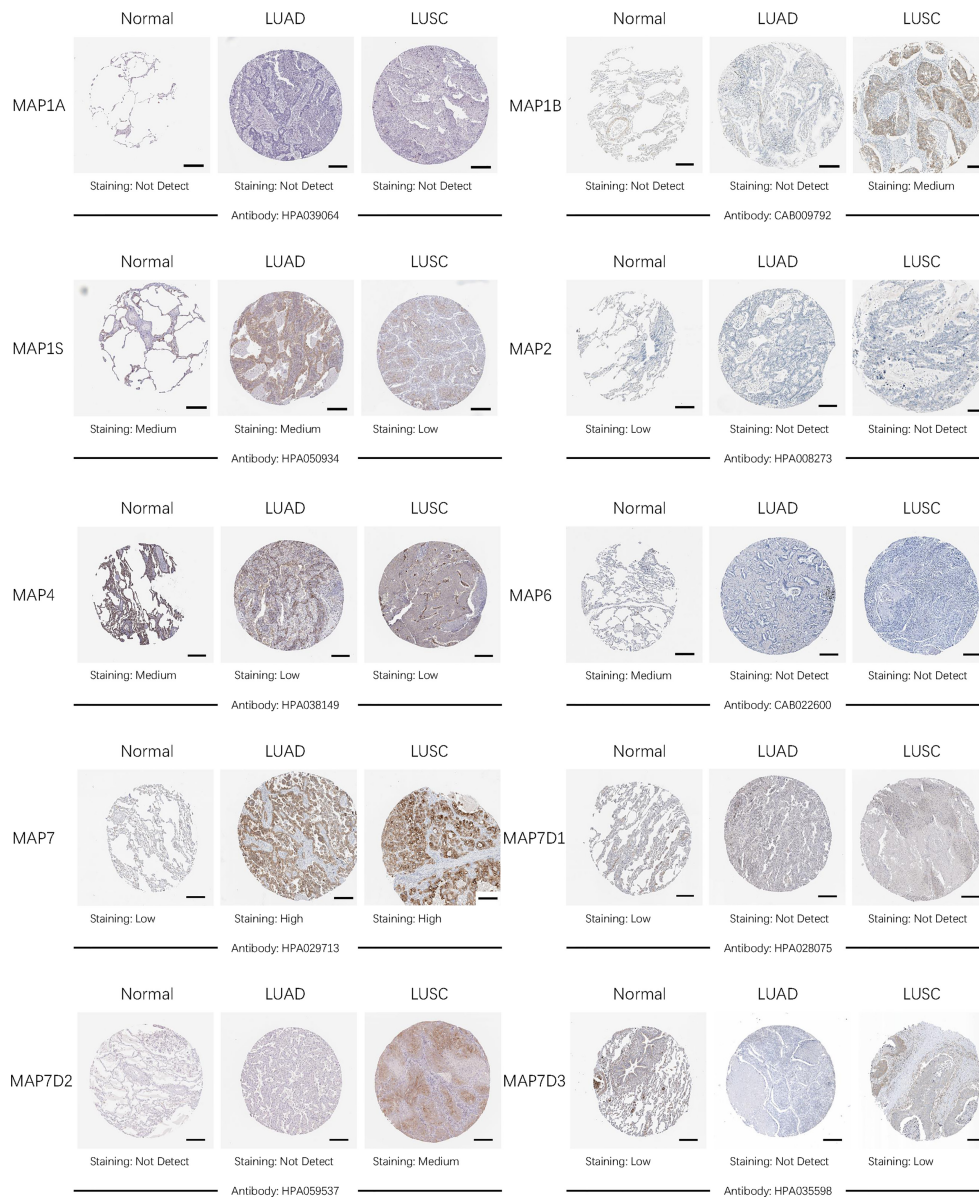 Normal LUAD LUSC Normal LUAD LUSC
MAP1A MAP1B
Staining: Not Detect Staining: Not Detect Staining: Not Detect Staining: Not Detect Staining: Not Detect Staining: Medium
Antibody: HPA039064 Antibody: CAB009792
Normal LUAD LUSC Normal LUAD LUSC
MAP1S MAP2
Staining: Medium Staining: Medium Staining: Low Staining: Low Staining: Not Detect Staining: Not Detect
Antibody: HPA050934 Antibody: HPA008273
Normal LUAD LUSC Normal LUAD LUSC
MAP4 MAP6
Staining: Medium Staining: Low Staining: Low Staining: Medium Staining: Not Detect Staining: Not Detect
Antibody: HPA038149 Antibody: CAB022600
Normal LUAD LUSC Normal LUAD LUSC
MAP7 MAP7D1
Staining: Low Staining: High Staining: High Staining: Low Staining: Not Detect Staining: Not Detect
Antibody: HPA029713 Antibody: HPA028075
Normal LUAD LUSC Normal LUAD LUSC
MAP7D2 MAP7D3
Staining: Not Detect Staining: Not Detect Staining: Medium Staining: Low Staining: Not Detect Staining: Low
Antibody: HPA059537 Antibody: HPA035598